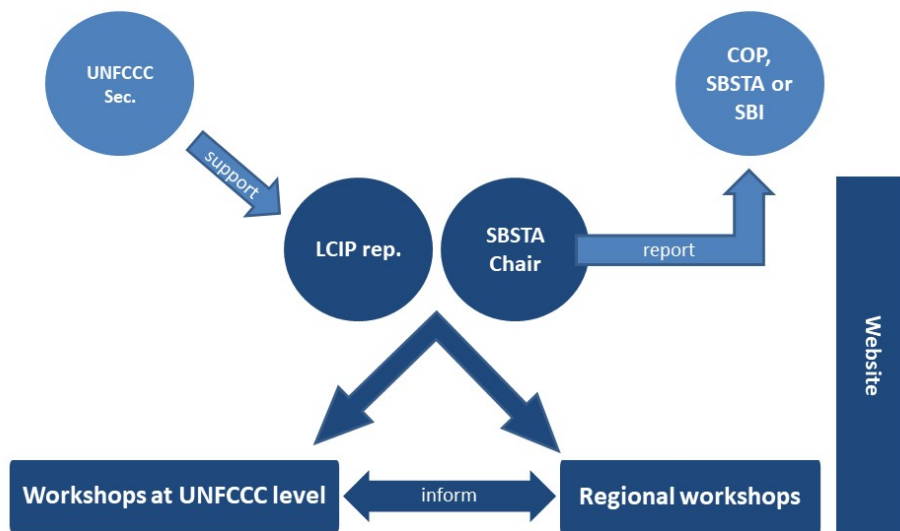 UNFCCC
Sec.
COP,
SBSTA or
SBI
support
LCIP rep.
SBSTA
Chair
report
Website
Workshops at UNFCCC level
inform
Regional workshops